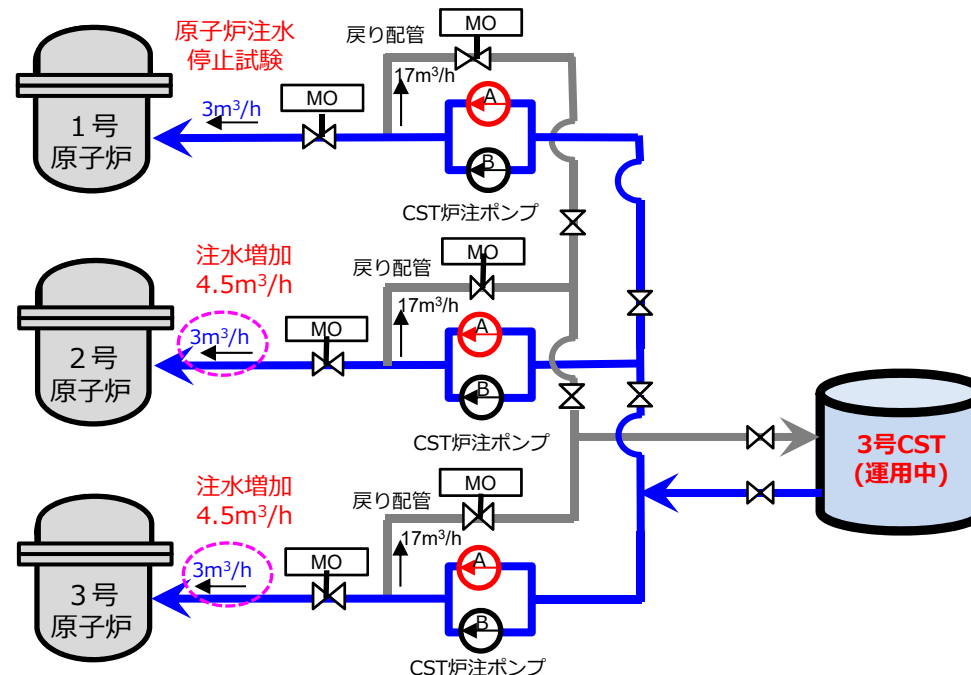 原子炉注水
停止試験
戻り配管
MO
17m³/h
A
MO
3m³/h
1号
原子炉
B
CST炉注ポンプ
注水増加
4.5m³/h
戻り配管
MO
17m³/h
A
MO
3m³/h
2号
原子炉
B
CST炉注ポンプ
3号CST
(運用中)
注水増加
4.5m³/h
戻り配管
MO
17m³/h
A
MO
3m³/h
3号
原子炉
B
CST炉注ポンプ